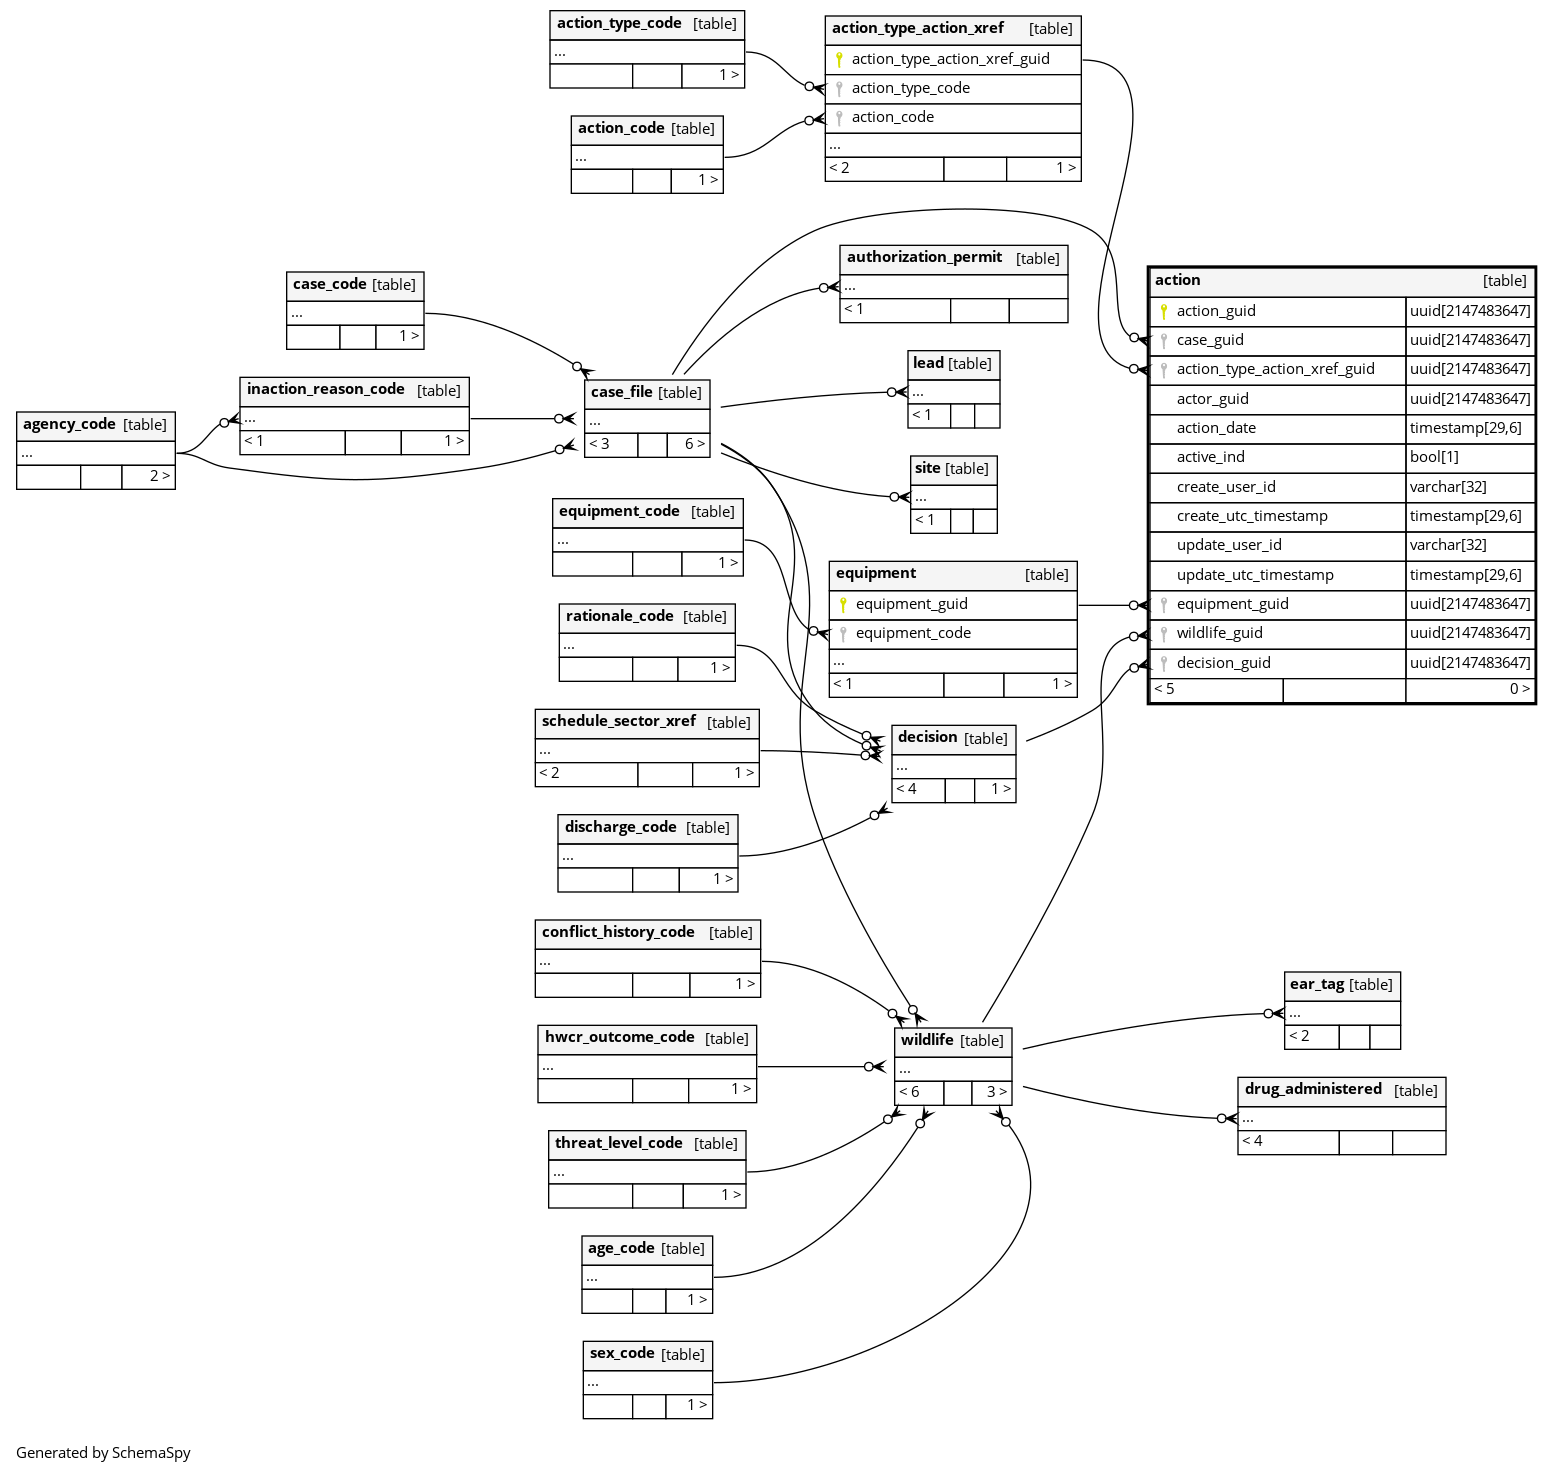 action_type_code [table]
...
1 >
action_code [table]
...
1 >
action_type_action_xref [table]
action_type_action_xref_guid
action_type_code
action_code
...
< 2 1 >
authorization_permit [table]
...
< 1
case_code [table]
...
1 >
inaction_reason_code [table]
...
< 1 1 >
agency_code [table]
...
2 >
case_file [table]
...
< 3 6 >
lead [table]
...
< 1
site [table]
...
< 1
action [table]
action_guid uuid[2147483647]
case_guid uuid[2147483647]
action_type_action_xref_guid uuid[2147483647]
actor_guid uuid[2147483647]
action_date timestamp[29,6]
active_ind bool[1]
create_user_id varchar[32]
create_utc_timestamp timestamp[29,6]
update_user_id varchar[32]
update_utc_timestamp timestamp[29,6]
equipment_guid uuid[2147483647]
wildlife_guid uuid[2147483647]
decision_guid uuid[2147483647]
< 5 0 >
equipment_code [table]
...
1 >
equipment [table]
equipment_guid
equipment_code
...
< 1 1 >
rationale_code [table]
...
1 >
schedule_sector_xref [table]
...
< 2 1 >
decision [table]
...
< 4 1 >
discharge_code [table]
...
1 >
conflict_history_code [table]
...
1 >
hwcr_outcome_code [table]
...
1 >
wildlife [table]
...
< 6 3 >
ear_tag [table]
...
< 2
drug_administered [table]
...
< 4
threat_level_code [table]
...
1 >
age_code [table]
...
1 >
sex_code [table]
...
1 >
Generated by SchemaSpy